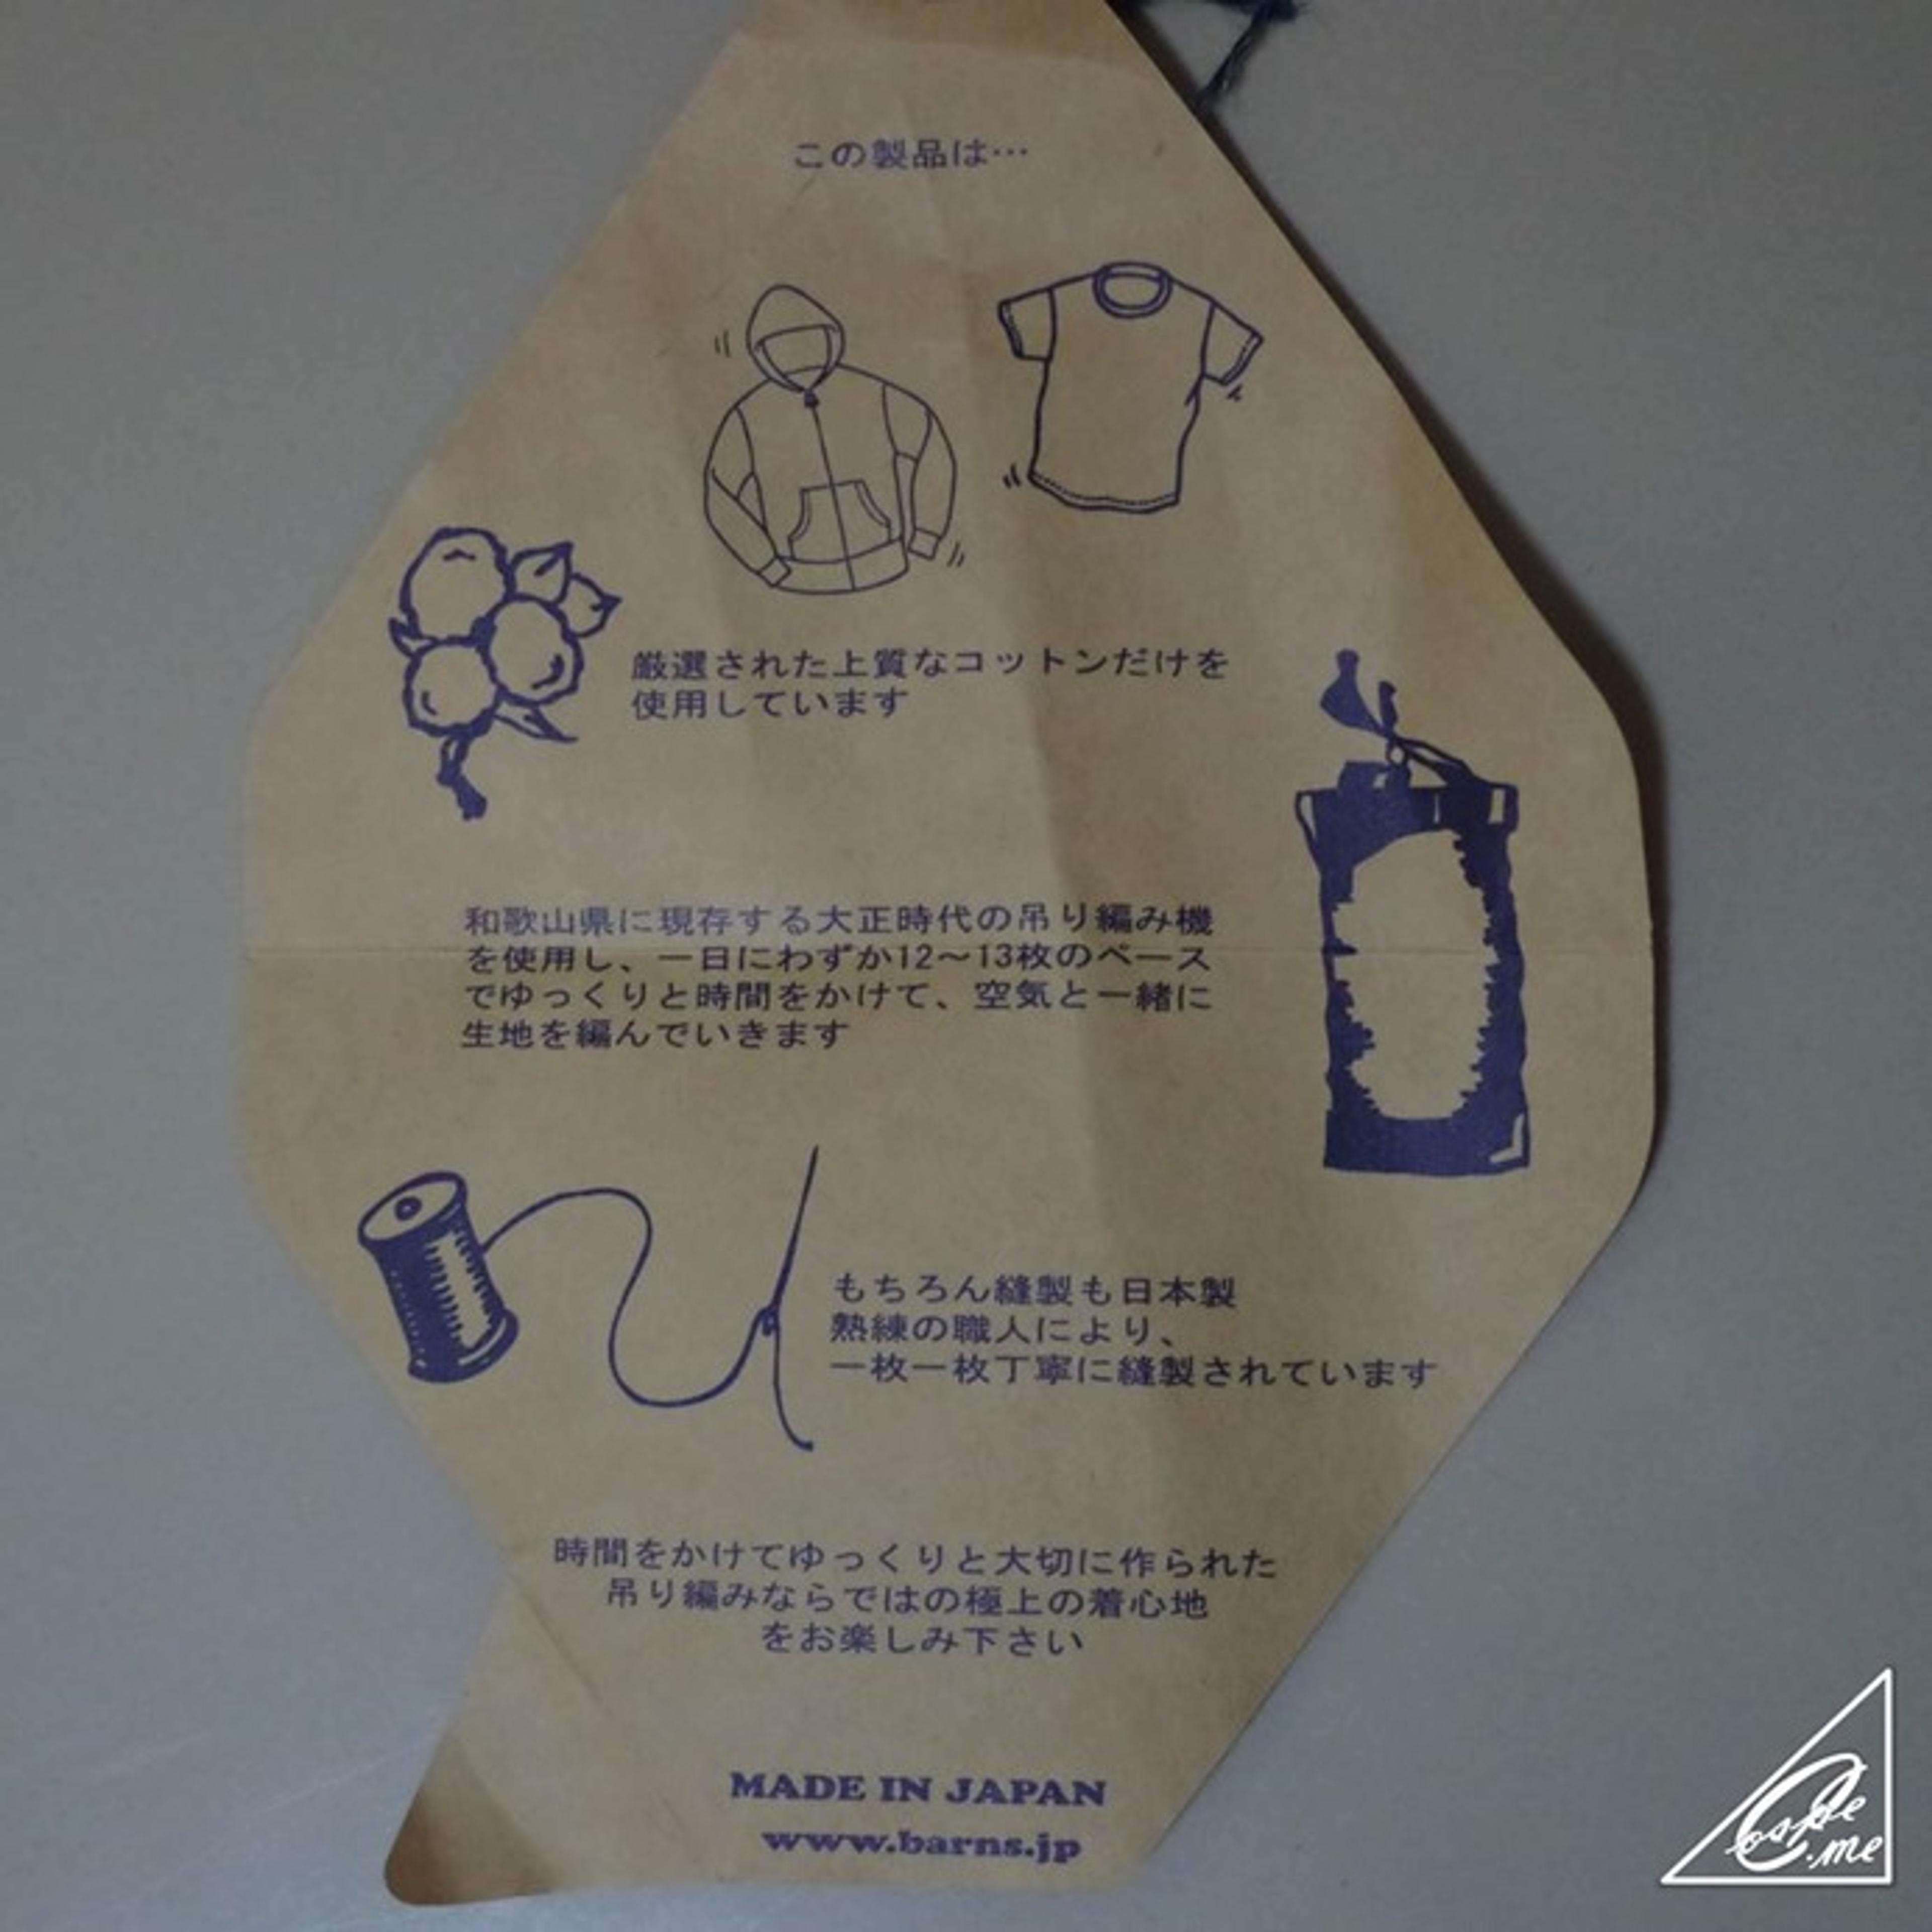 この製品は…
厳選された上質なコットンだけを
使用しています
和歌山県に現存する大正時代の吊り編み機
を使用し、一日にわずか12～13枚のペース
でゆっくりと時間をかけて、空気と一緒に
生地を編んでいきます
もちろん縫製も日本製
熟練の職人により、
一枚一枚丁寧に縫製されています
時間をかけてゆっくりと大切に作られた
吊り編みならではの極上の着心地
をお楽しみ下さい
MADE IN JAPAN
www.barns.jp